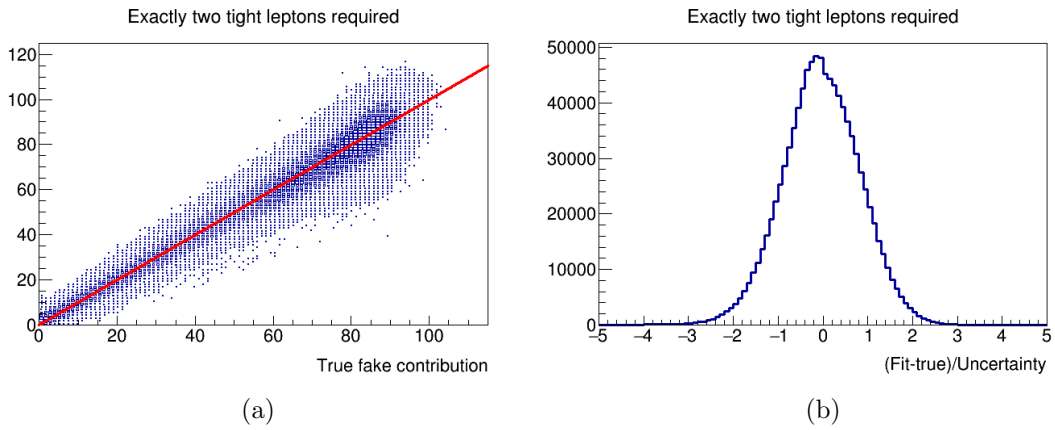 Exactly two tight leptons required
120
100
80
60
40
20
0
0 20 40 60 80 100
True fake contribution
(a)
Exactly two tight leptons required
50000
40000
30000
20000
10000
0
−5 −4 −3 −2 −1 0 1 2 3 4 5
(Fit-true)/Uncertainty
(b)